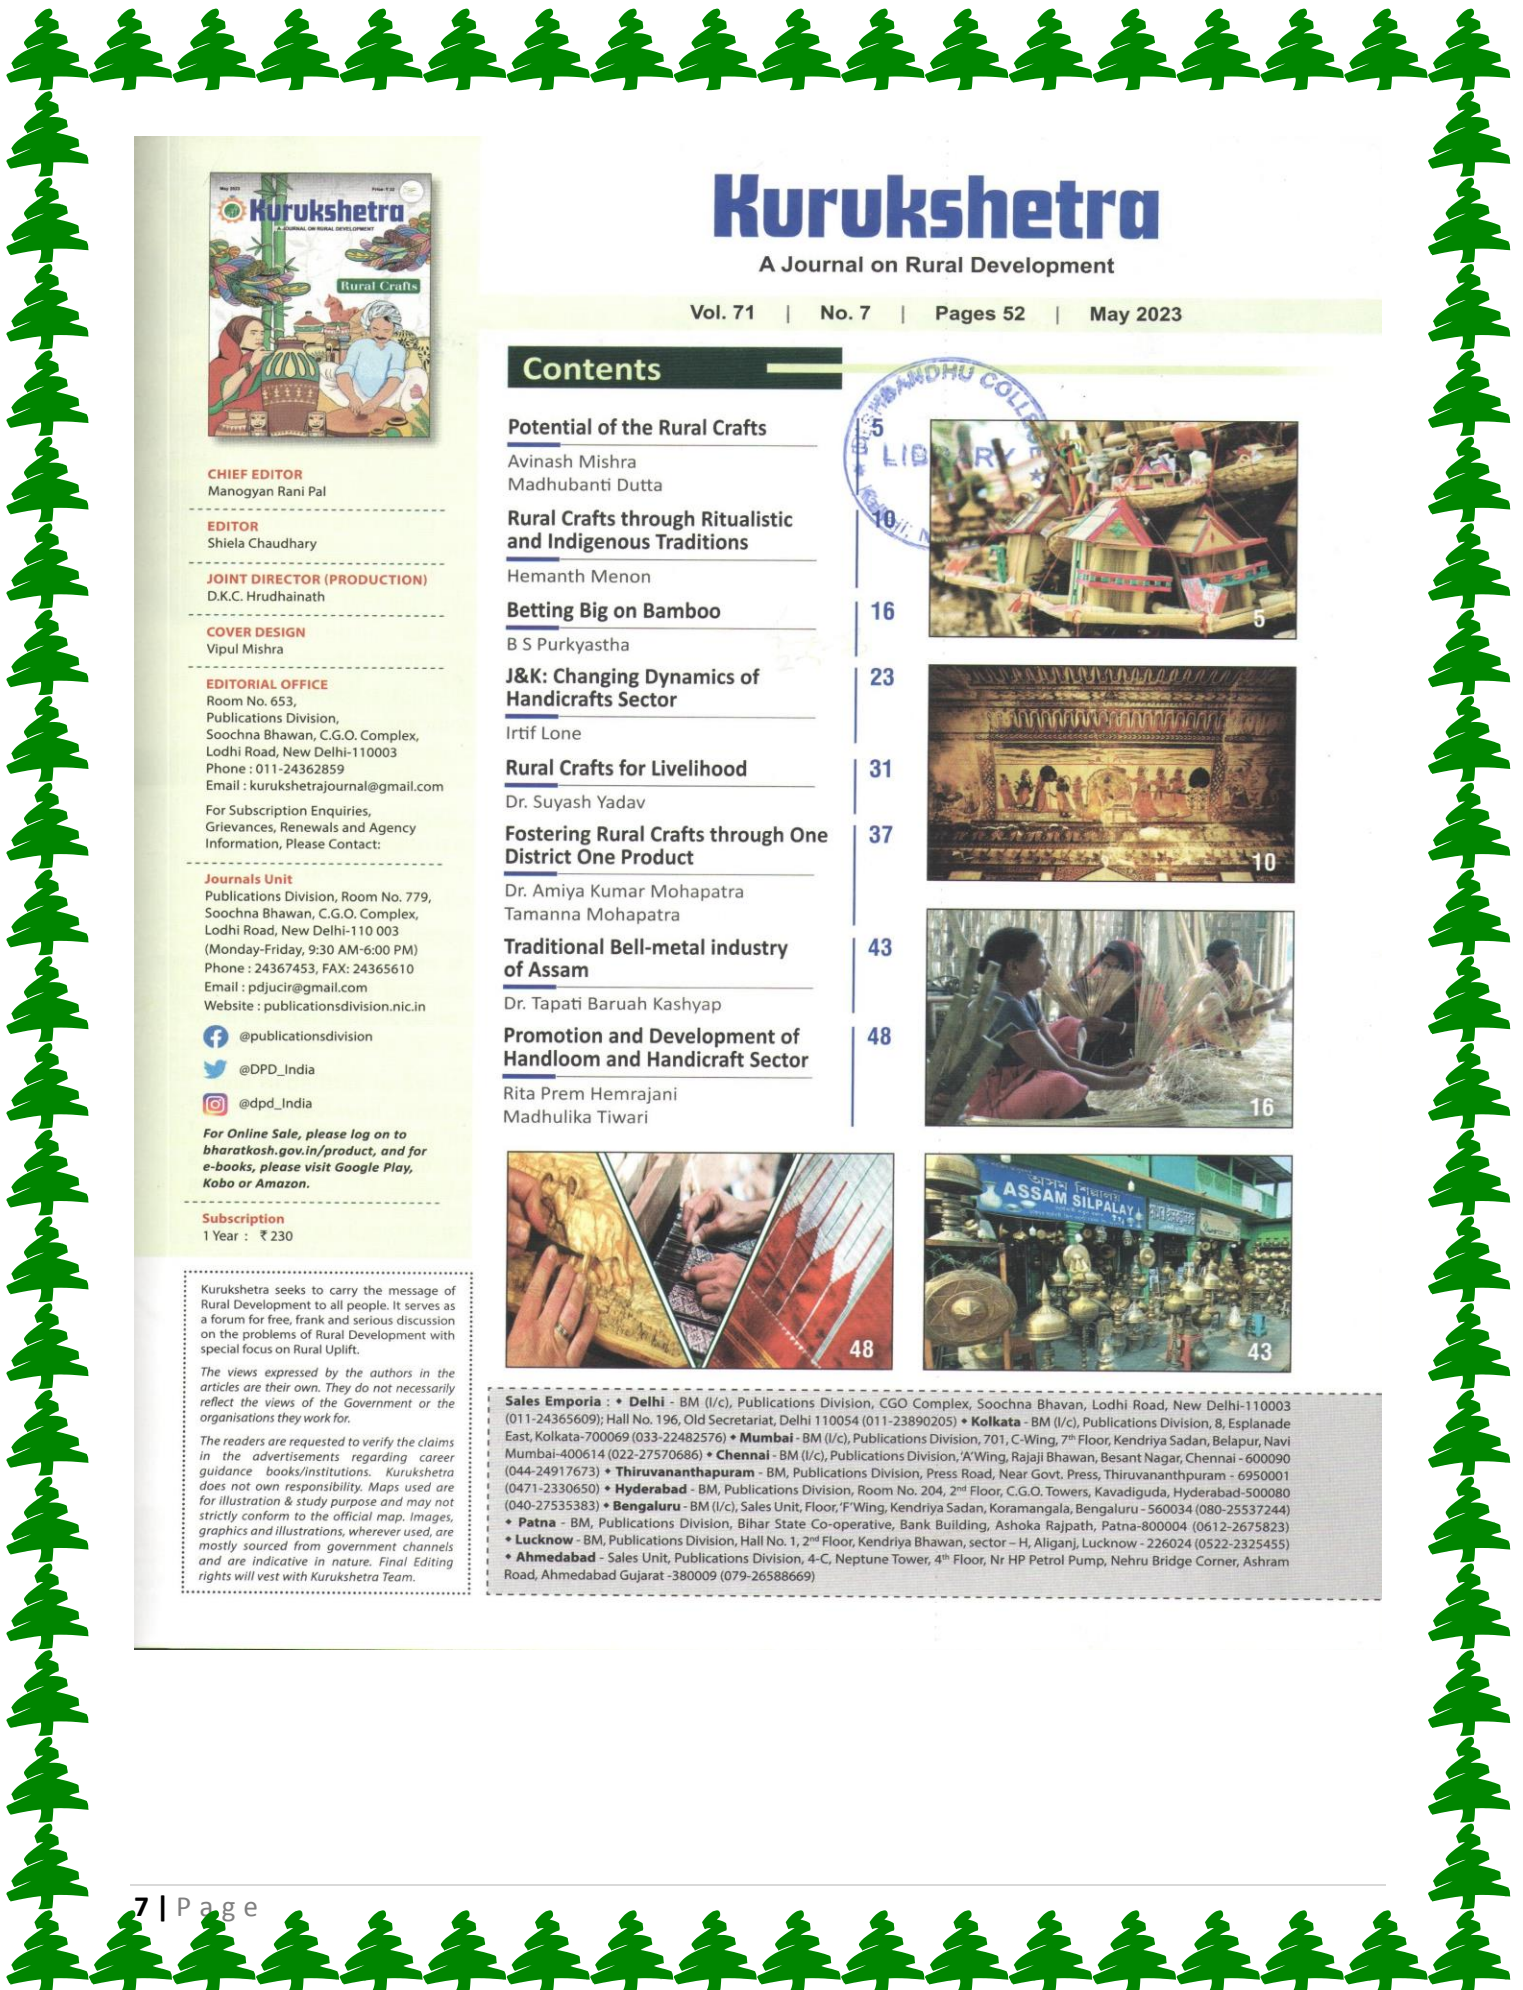 May 2023
Kurukshetra
A JOURNAL ON RURAL DEVELOPMENT
Rural Crafts
CHIEF EDITOR
Manogyan Rani Pal
EDITOR
Shiela Chaudhary
JOINT DIRECTOR (PRODUCTION)
D.K.C. Hrudhainath
COVER DESIGN
Vipul Mishra
EDITORIAL OFFICE
Room No. 653,
Publications Division,
Soochna Bhawan, C.G.O. Complex,
Lodhi Road, New Delhi-110003
Phone : 011-24362859
Email : kurukshetrajournal@gmail.com
For Subscription Enquiries,
Grievances, Renewals and Agency
Information, Please Contact:
Journals Unit
Publications Division, Room No. 779,
Soochna Bhawan, C.G.O. Complex,
Lodhi Road, New Delhi-110 003
(Monday-Friday, 9:30 AM-6:00 PM)
Phone : 24367453, FAX: 24365610
Email : pdjucir@gmail.com
Website : publicationsdivision.nic.in
@publicationsdivision
@DPD_India
@dpd_India
For Online Sale, please log on to
bharatkosh.gov.in/product, and for
e-books, please visit Google Play,
Kobo or Amazon.
Subscription
1 Year : ₹ 230
Kurukshetra seeks to carry the message of
Rural Development to all people. It serves as
a forum for free, frank and serious discussion
on the problems of Rural Development with
special focus on Rural Uplift.
The views expressed by the authors in the
articles are their own. They do not necessarily
reflect the views of the Government or the
organisations they work for.
The readers are requested to verify the claims
in the advertisements regarding career
guidance books/institutions. Kurukshetra
does not own responsibility. Maps used are
for illustration & study purpose and may not
strictly conform to the official map. Images,
graphics and illustrations, wherever used, are
mostly sourced from government channels
and are indicative in nature. Final Editing
rights will vest with Kurukshetra Team.
Kurukshetra
A Journal on Rural Development
Vol. 71 | No. 7 | Pages 52 | May 2023
Contents
Potential of the Rural Crafts 5
Avinash Mishra
Madhubanti Dutta
Rural Crafts through Ritualistic 10
and Indigenous Traditions
Hemanth Menon
Betting Big on Bamboo 16
B S Purkyastha
J&K: Changing Dynamics of 23
Handicrafts Sector
Irtif Lone
Rural Crafts for Livelihood 31
Dr. Suyash Yadav
Fostering Rural Crafts through One 37
District One Product
Dr. Amiya Kumar Mohapatra
Tamanna Mohapatra
Traditional Bell-metal industry 43
of Assam
Dr. Tapati Baruah Kashyap
Promotion and Development of 48
Handloom and Handicraft Sector
Rita Prem Hemrajani
Madhulika Tiwari
DESHBANDHU COLLEGE
LIBRARY
5
10
16
48
ASSAM SILPALAY
43
Sales Emporia : ♦ Delhi - BM (I/c), Publications Division, CGO Complex, Soochna Bhavan, Lodhi Road, New Delhi-110003
(011-24365609); Hall No. 196, Old Secretariat, Delhi 110054 (011-23890205) ♦ Kolkata - BM (I/c), Publications Division, 8, Esplanade
East, Kolkata-700069 (033-22482576) ♦ Mumbai - BM (I/c), Publications Division, 701, C-Wing, 7th Floor, Kendriya Sadan, Belapur, Navi
Mumbai-400614 (022-27570686) ♦ Chennai - BM (I/c), Publications Division, 'A'Wing, Rajaji Bhawan, Besant Nagar, Chennai - 600090
(044-24917673) ♦ Thiruvananthapuram - BM, Publications Division, Press Road, Near Govt. Press, Thiruvananthpuram - 6950001
(0471-2330650) ♦ Hyderabad - BM, Publications Division, Room No. 204, 2nd Floor, C.G.O. Towers, Kavadiguda, Hyderabad-500080
(040-27535383) ♦ Bengaluru - BM (I/c), Sales Unit, Floor, 'F'Wing, Kendriya Sadan, Koramangala, Bengaluru - 560034 (080-25537244)
♦ Patna - BM, Publications Division, Bihar State Co-operative, Bank Building, Ashoka Rajpath, Patna-800004 (0612-2675823)
♦ Lucknow - BM, Publications Division, Hall No. 1, 2nd Floor, Kendriya Bhawan, sector – H, Aliganj, Lucknow - 226024 (0522-2325455)
♦ Ahmedabad - Sales Unit, Publications Division, 4-C, Neptune Tower, 4th Floor, Nr HP Petrol Pump, Nehru Bridge Corner, Ashram
Road, Ahmedabad Gujarat -380009 (079-26588669)
7 | Page